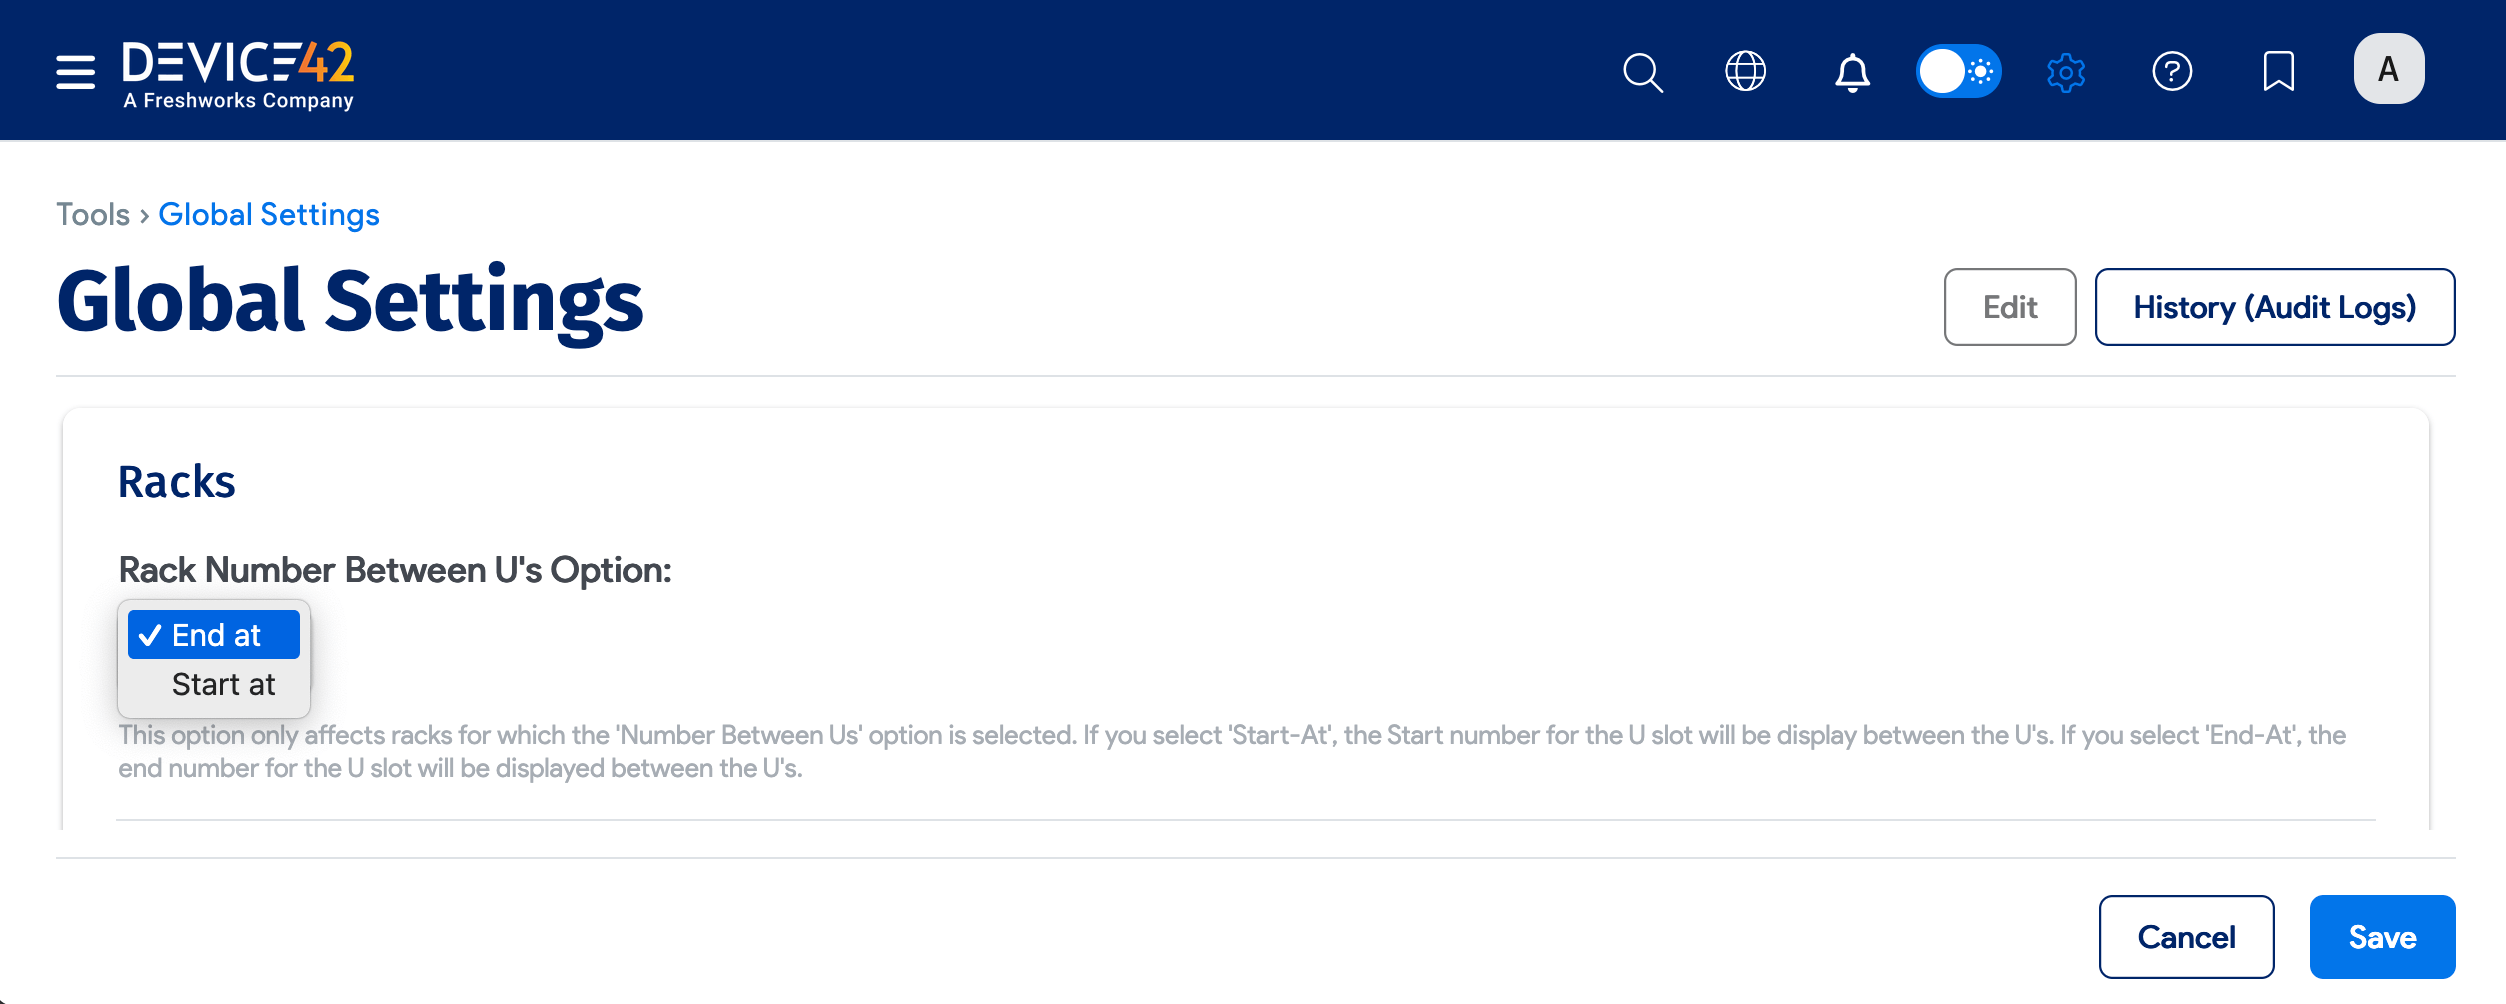 DEVICE42
A Freshworks Company
A
Tools › Global Settings
Global Settings
Edit
History (Audit Logs)
Racks
Rack Number Between U's Option:
✓ End at
Start at
This option only affects racks for which the 'Number Between Us' option is selected. If you select 'Start-At', the Start number for the U slot will be display between the U's. If you select 'End-At', the
end number for the U slot will be displayed between the U's.
Cancel
Save